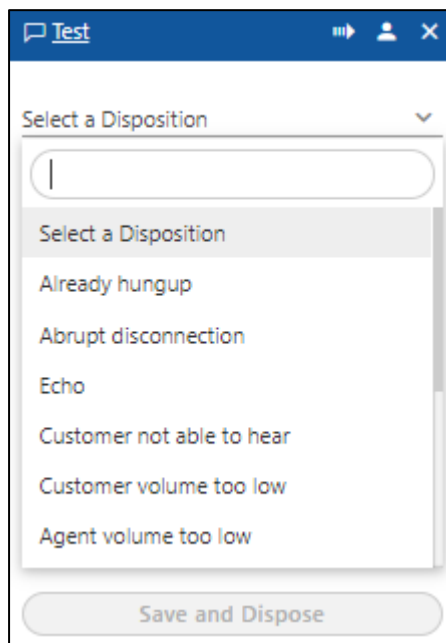 Test
Select a Disposition
Select a Disposition
Already hungup
Abrupt disconnection
Echo
Customer not able to hear
Customer volume too low
Agent volume too low
Save and Dispose